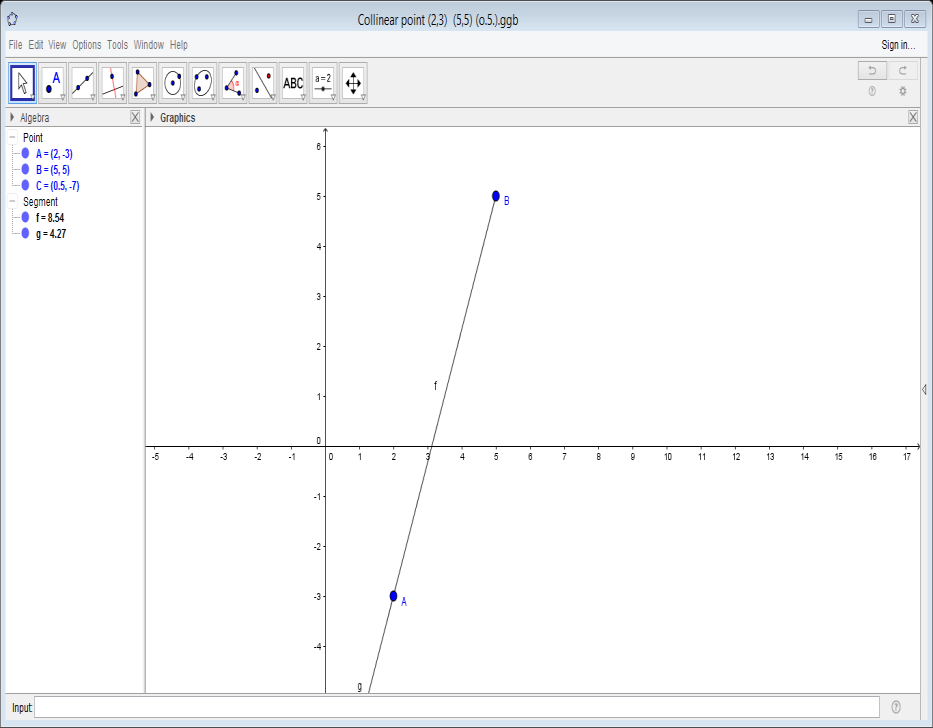 Collinear point (2,3) (5,5) (o.5.).ggb
File Edit View Options Tools Window Help
Sign in...
A
ABC
a=2
Algebra
Graphics
Point
A = (2, -3)
B = (5, 5)
C = (0.5, -7)
Segment
f = 8.54
g = 4.27
6
5
B
4
3
2
f
1
0
-5 -4 -3 -2 -1 0 1 2 3 4 5 6 7 8 9 10 11 12 13 14 15 16 17
-1
-2
-3
A
-4
g
Input: